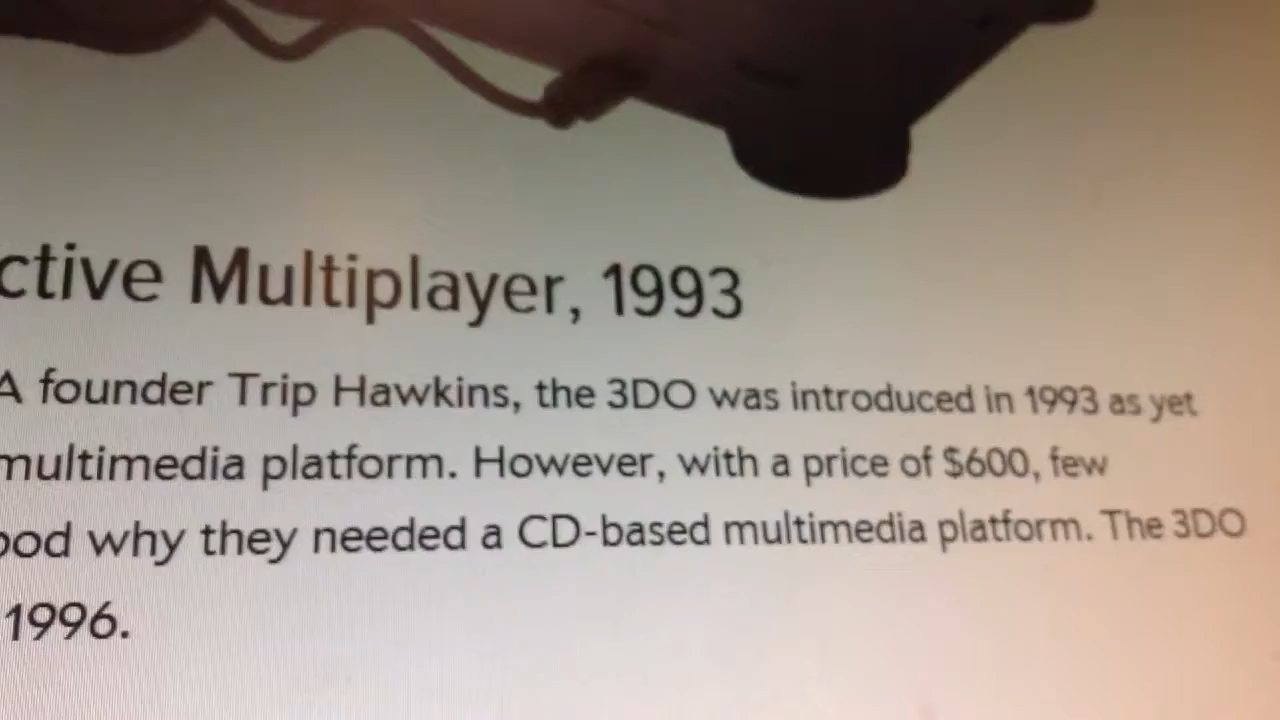 ctive Multiplayer, 1993
A founder Trip Hawkins, the 3DO was introduced in 1993 as yet
multimedia platform. However, with a price of $600, few
ood why they needed a CD-based multimedia platform. The 3DO
1996.